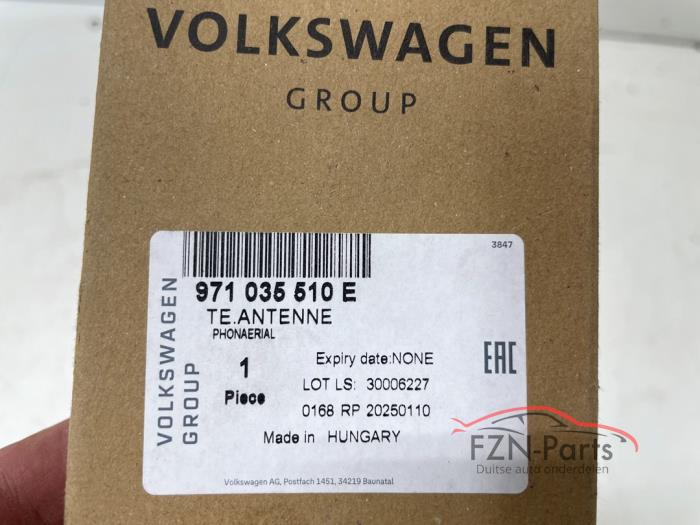 VOLKSWAGEN
GROUP
3847
971 035 510 E
TE.ANTENNE
PHONAERIAL
1
Piece
Expiry date:NONE
LOT LS: 30006227
0168 RP 20250110
Made in HUNGARY
EAC
VOLKSWAGEN
GROUP
Volkswagen AG, Postfach 1451, 34219 Baunatal
FZN-Parts
Duitse auto onderdelen